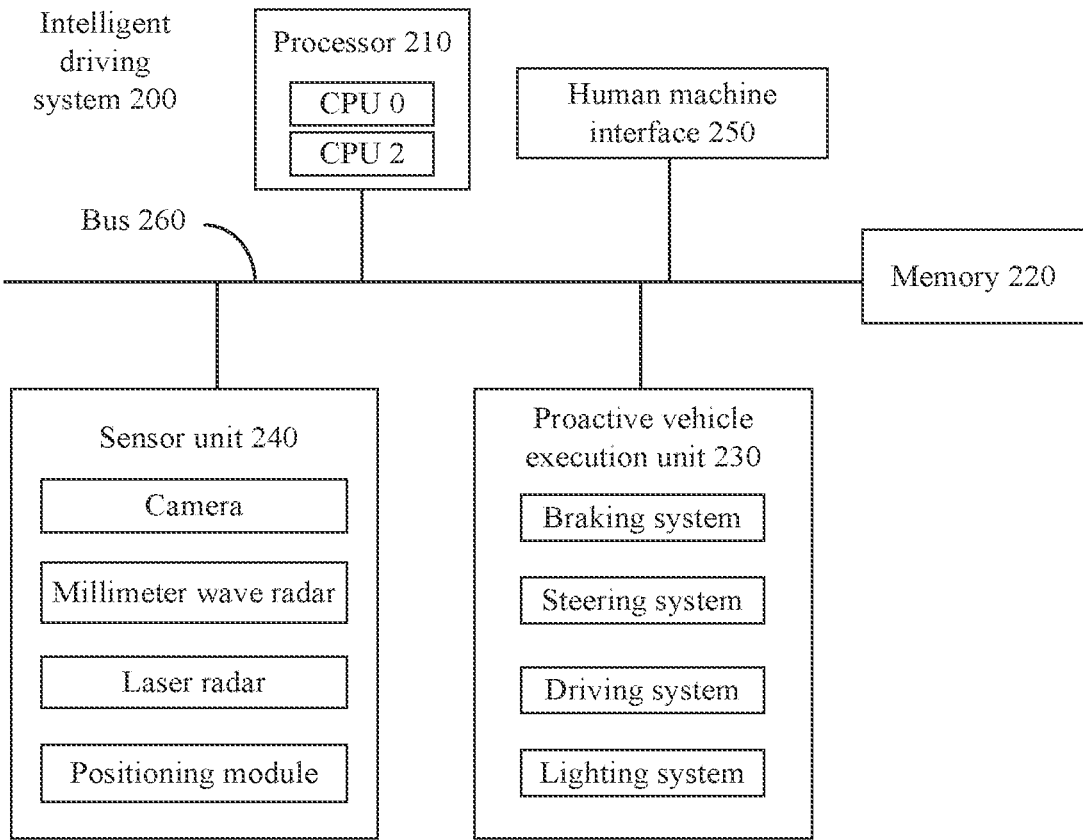 Intelligent
driving
system 200
Processor 210
CPU 0
CPU 2
Human machine
interface 250
Bus 260
Memory 220
Sensor unit 240
Camera
Millimeter wave radar
Laser radar
Positioning module
Proactive vehicle
execution unit 230
Braking system
Steering system
Driving system
Lighting system